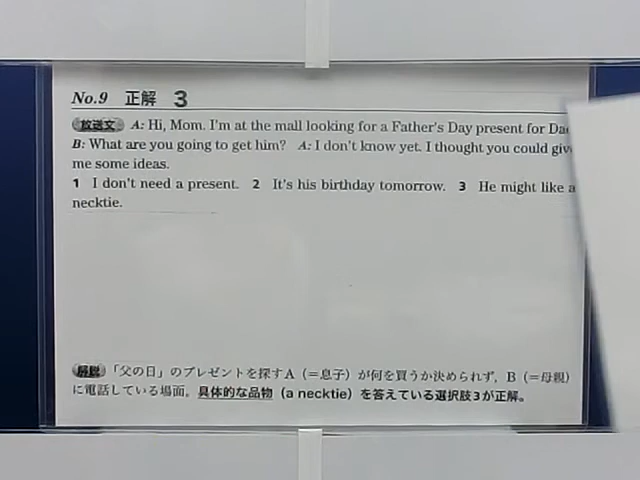 No.9 正解 3
放送文 A: Hi, Mom. I'm at the mall looking for a Father's Day present for
B: What are you going to get him? A: I don't know yet. I thought you could
me some ideas.
1 I don't need a present. 2 It's his birthday tomorrow. 3 He might like a
necktie.
解説 「父の日」のプレゼントを探すA(=息子)が何を買うか決められず,B(=母親)
に電話している場面。具体的な品物(a necktie)を答えている選択肢3が正解。